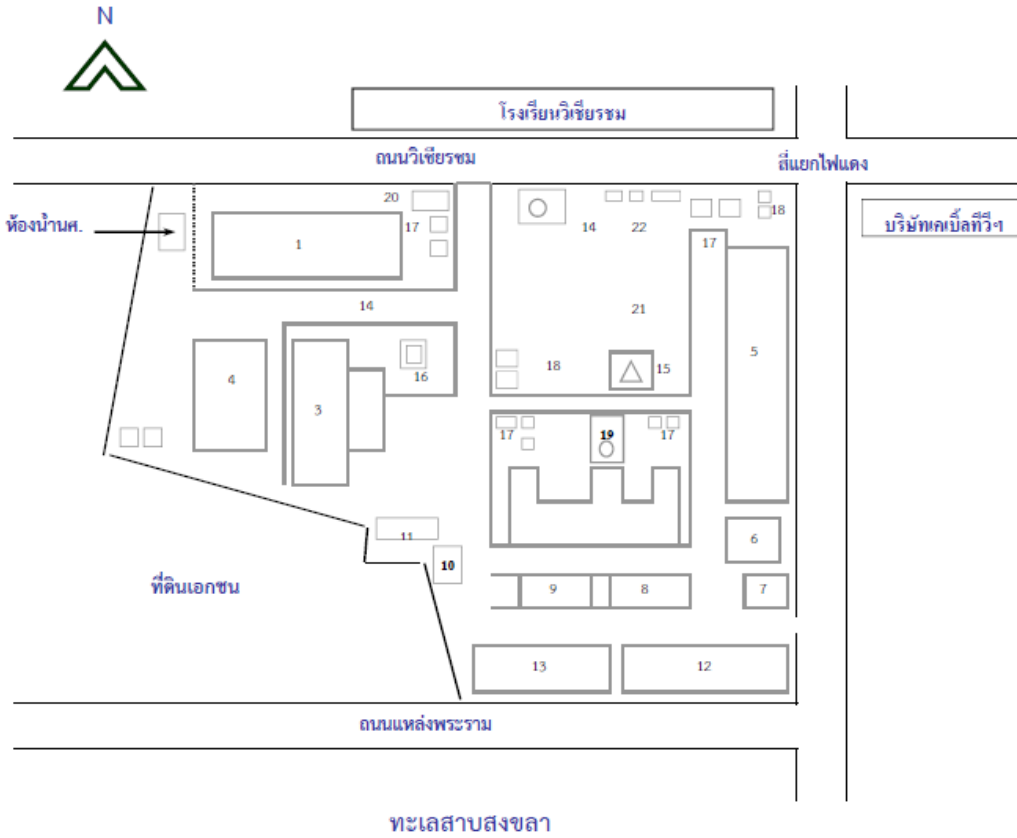 N
โรงเรียนวิเชียรชม
ถนนวิเชียรชม
สี่แยกไฟแดง
ห้องน้ำนศ.
บริษัทเคเบิ้ลทีวีฯ
20
17
1
14
22
18
17
14
21
5
18
15
16
4
3
17
19
17
6
11
10
ที่ดินเอกชน
9
8
7
13
12
ถนนแหล่งพระราม
ทะเลสาบสงขลา